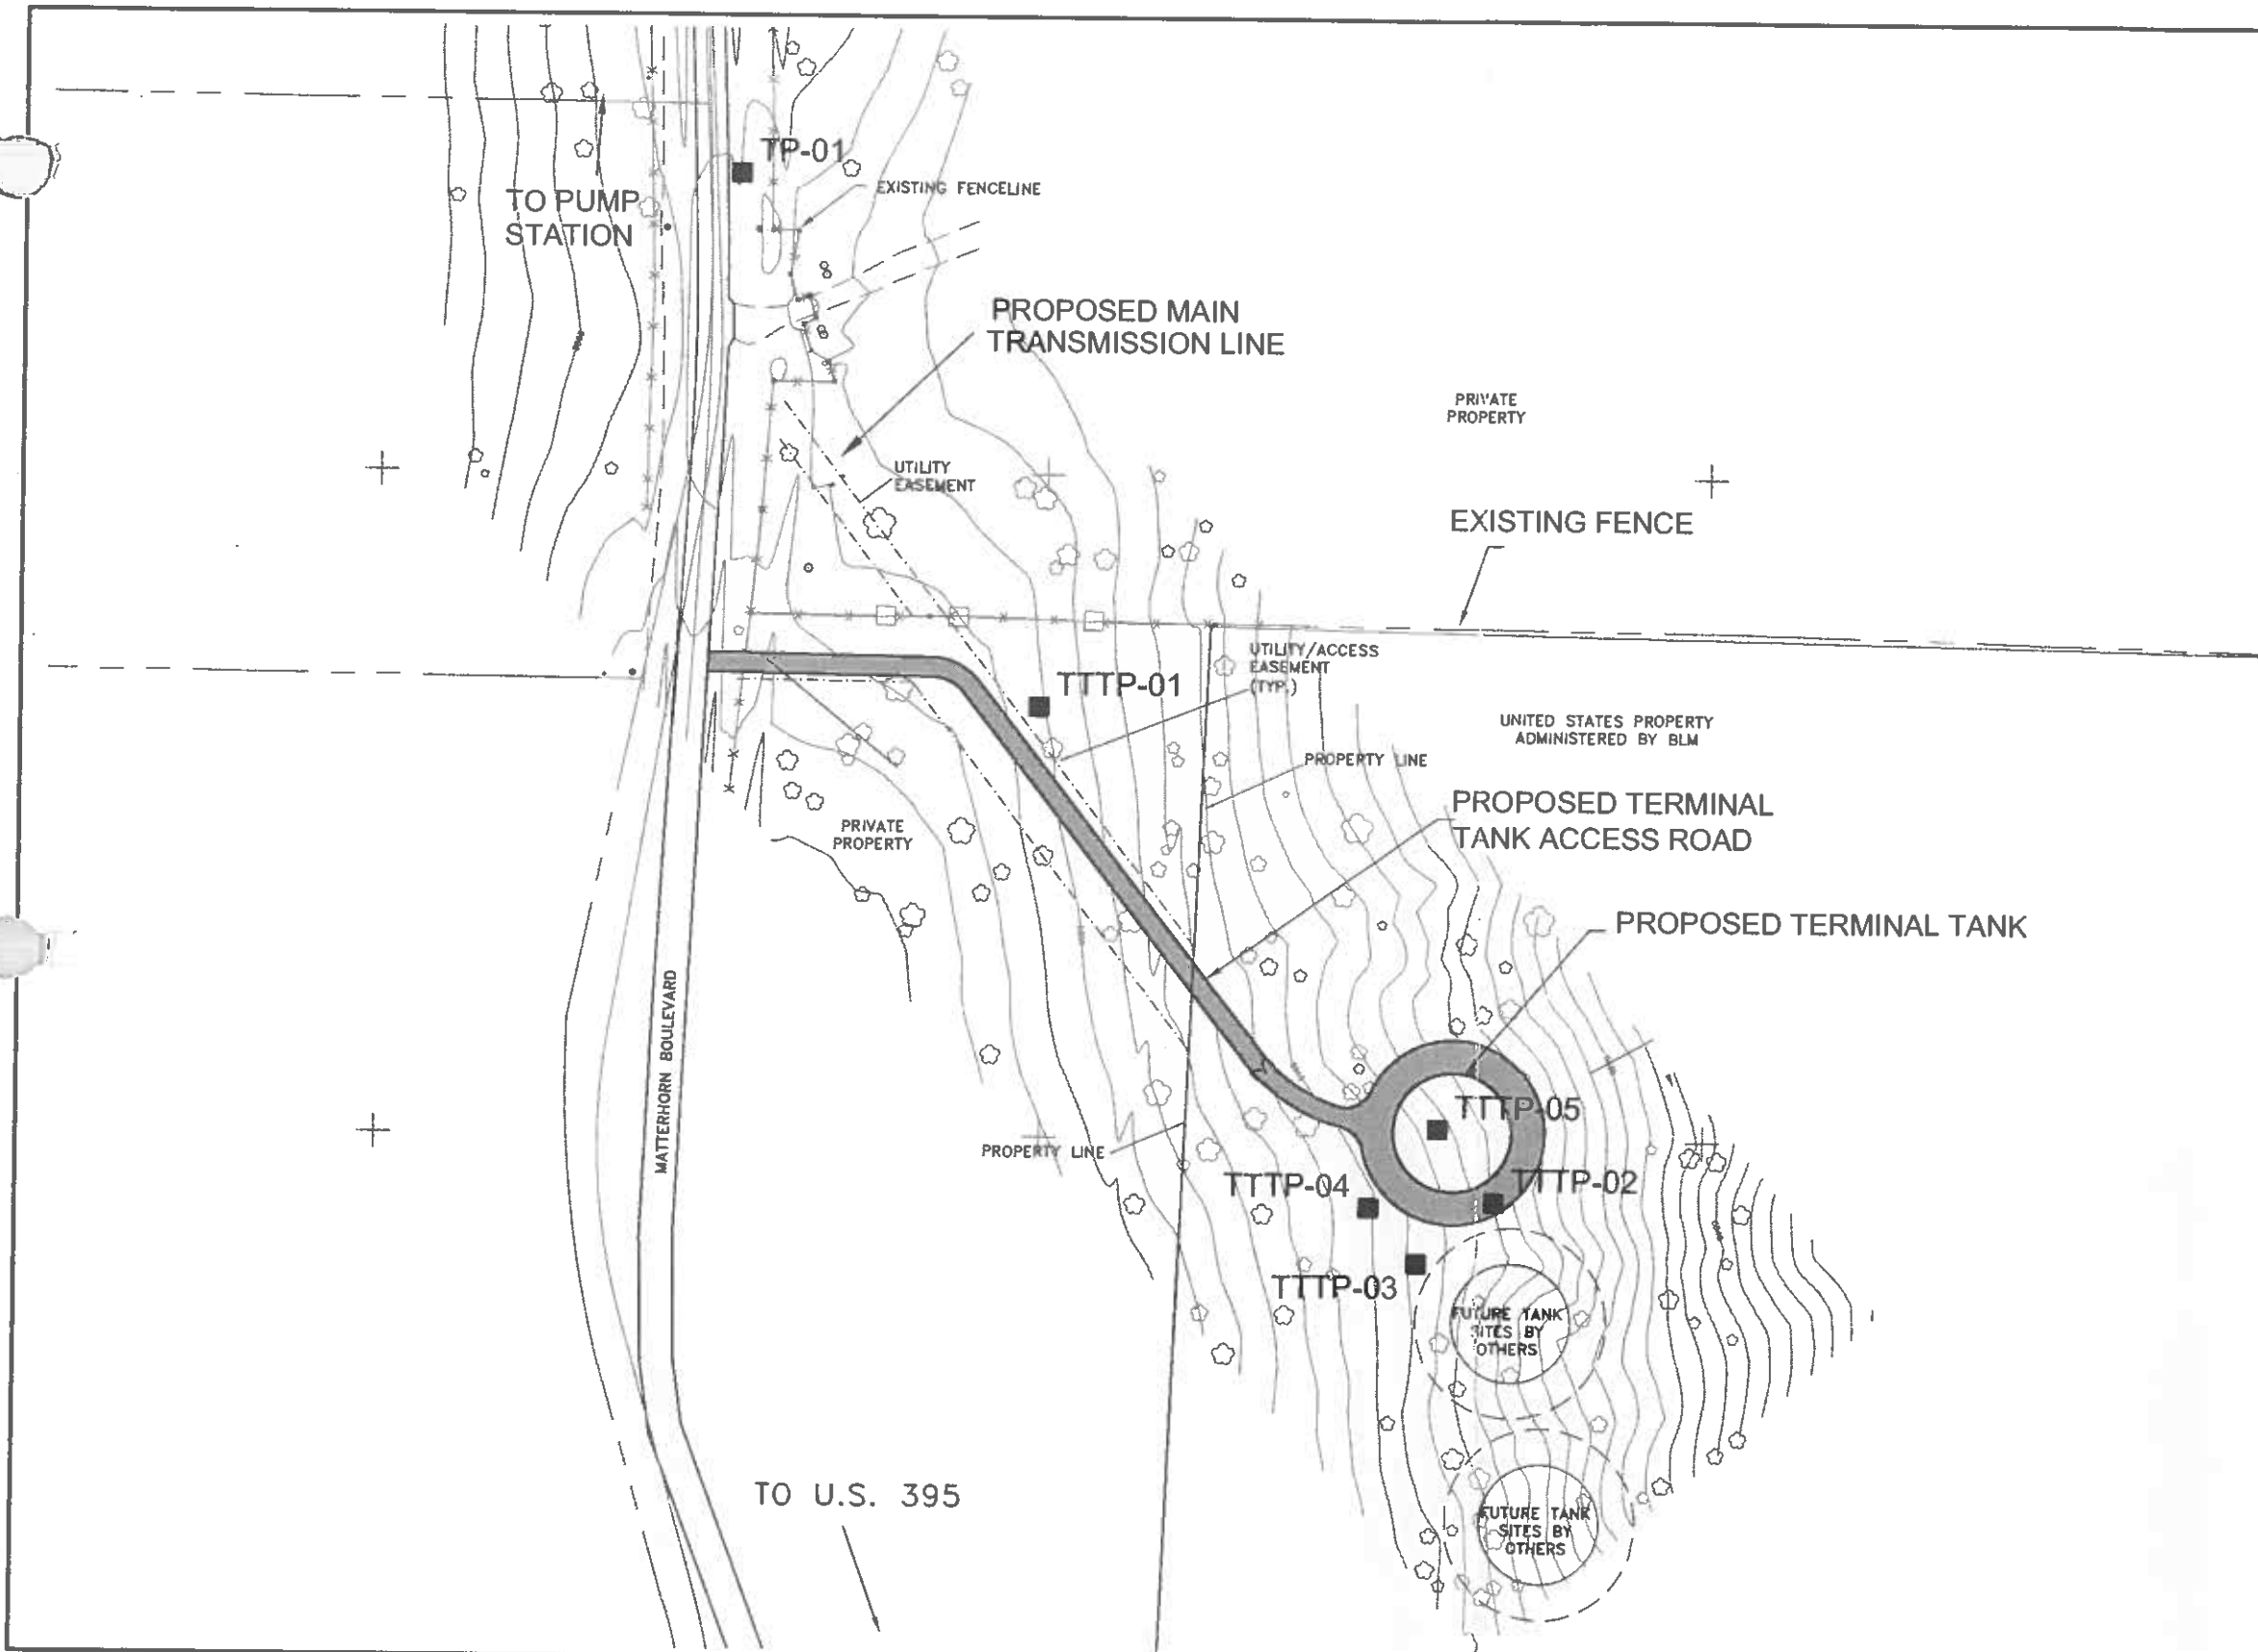 TP-01
EXISTING FENCELINE
TO PUMP
STATION
PROPOSED MAIN
TRANSMISSION LINE
PRIVATE
PROPERTY
UTILITY
EASEMENT
EXISTING FENCE
UTILITY/ACCESS
EASEMENT
(TYP.)
TTTP-01
UNITED STATES PROPERTY
ADMINISTERED BY BLM
PROPERTY LINE
PROPOSED TERMINAL
TANK ACCESS ROAD
PRIVATE
PROPERTY
PROPOSED TERMINAL TANK
MATTERHORN BOULEVARD
TTTP-05
PROPERTY LINE
TTTP-04
TTTP-02
TTTP-03
FUTURE TANK
SITES BY
OTHERS
TO U.S. 395
FUTURE TANK
SITES BY
OTHERS